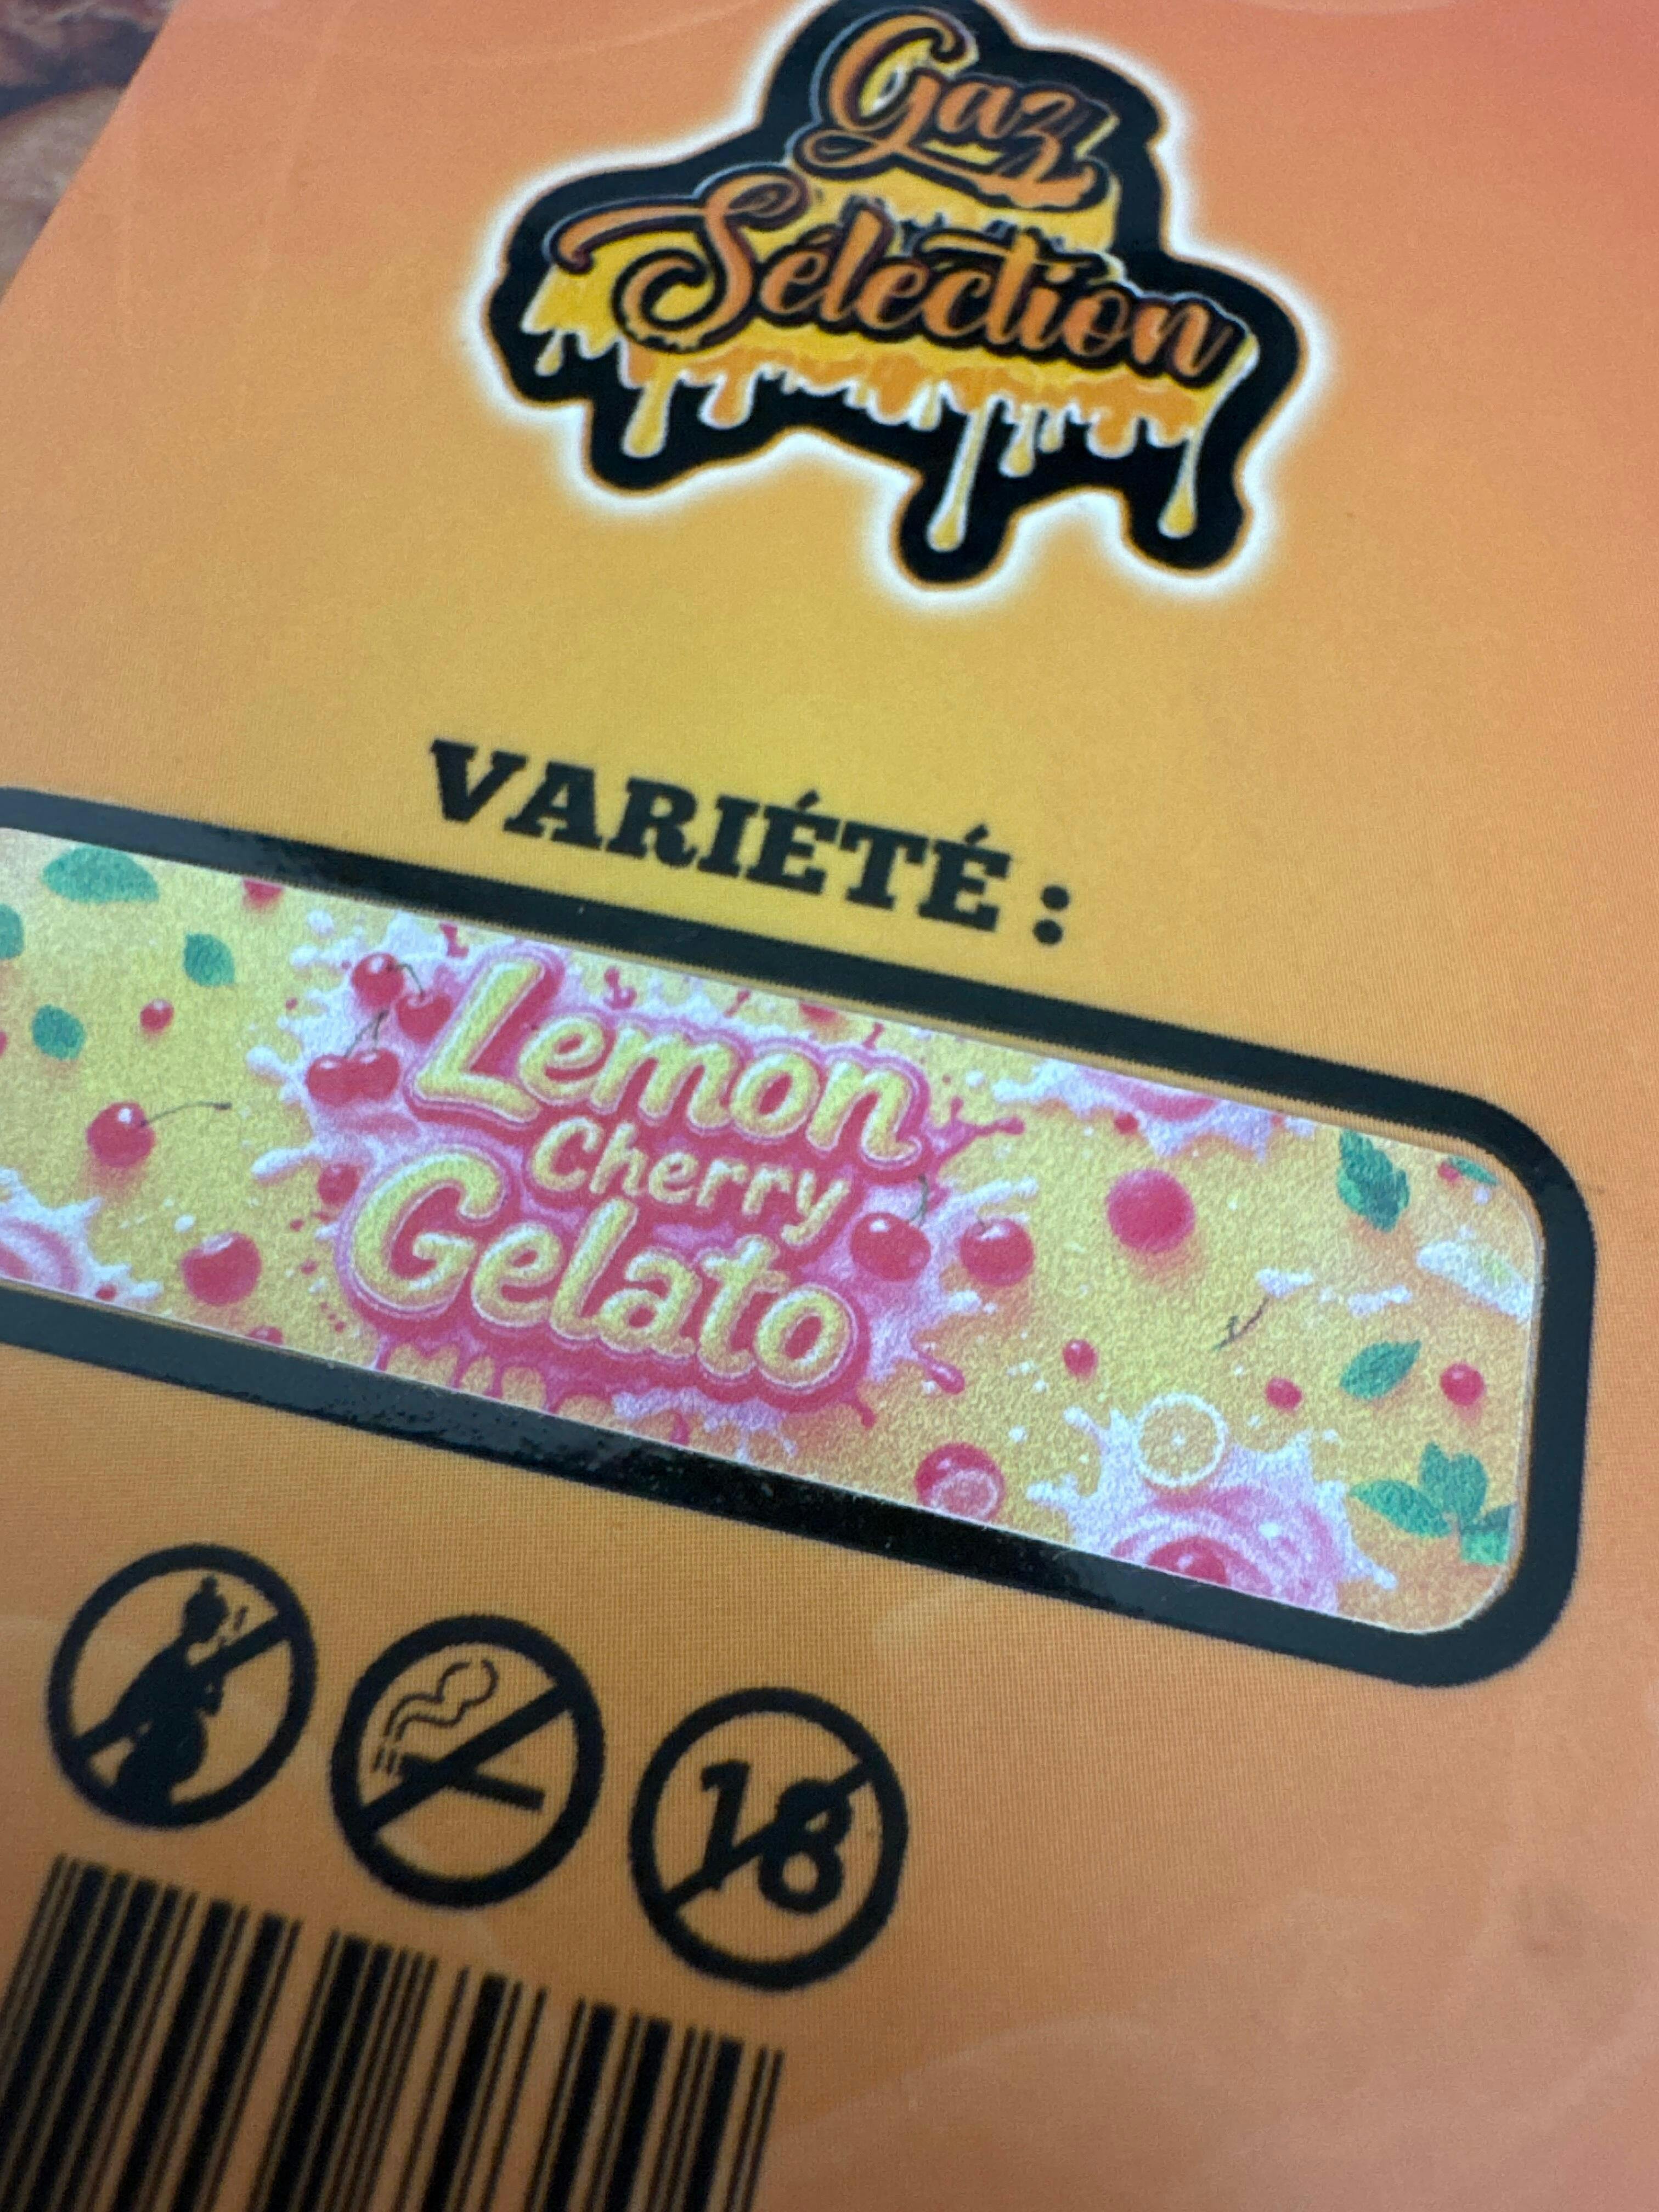 Gaz
Sélection
VARIÉTÉ :
Lemon
Cherry
Gelato
18